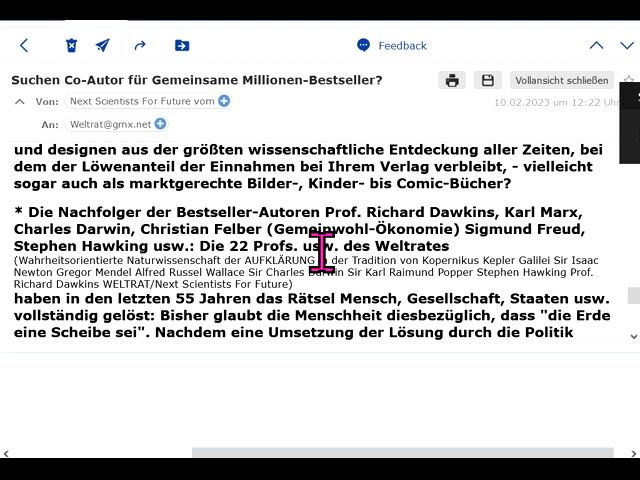 Feedback
Suchen Co-Autor für Gemeinsame Millionen-Bestseller?
Vollansicht schließen
Von: Next Scientists For Future vom
10.02.2023 um 12:22 Uhr
An: Weltrat@gmx.net
und designen aus der größten wissenschaftliche Entdeckung aller Zeiten, bei
dem der Löwenanteil der Einnahmen bei Ihrem Verlag verbleibt, - vielleicht
sogar auch als marktgerechte Bilder-, Kinder- bis Comic-Bücher?
* Die Nachfolger der Bestseller-Autoren Prof. Richard Dawkins, Karl Marx,
Charles Darwin, Christian Felber (Gemeinwohl-Ökonomie) Sigmund Freud,
Stephen Hawking usw.: Die 22 Profs. usw. des Weltrates
(Wahrheitsorientierte Naturwissenschaft der AUFKLÄRUNG in der Tradition von Kopernikus Kepler Galilei Sir Isaac
Newton Gregor Mendel Alfred Russel Wallace Sir Charles Darwin Sir Karl Raimund Popper Stephen Hawking Prof.
Richard Dawkins WELTRAT/Next Scientists For Future)
haben in den letzten 55 Jahren das Rätsel Mensch, Gesellschaft, Staaten usw.
vollständig gelöst: Bisher glaubt die Menschheit diesbezüglich, dass "die Erde
eine Scheibe sei". Nachdem eine Umsetzung der Lösung durch die Politik